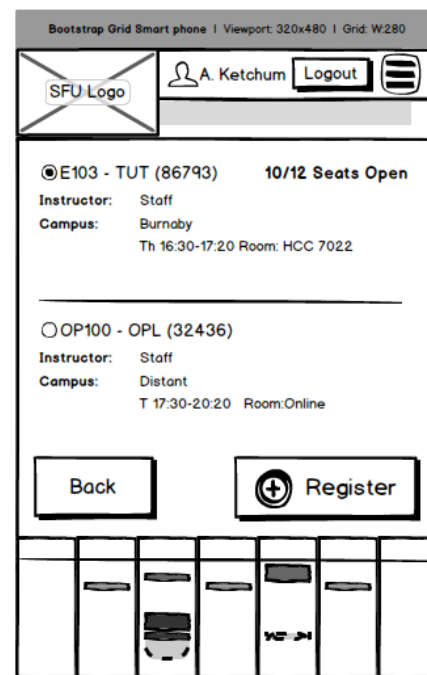 Bootstrap Grid Smart phone | Viewport: 320x480 | Grid: W:280
SFU Logo
A. Ketchum Logout
E103 - TUT (86793) 10/12 Seats Open
Instructor: Staff
Campus: Burnaby
Th 16:30-17:20 Room: HCC 7022
OP100 - OPL (32436)
Instructor: Staff
Campus: Distant
T 17:30-20:20 Room:Online
Back
Register